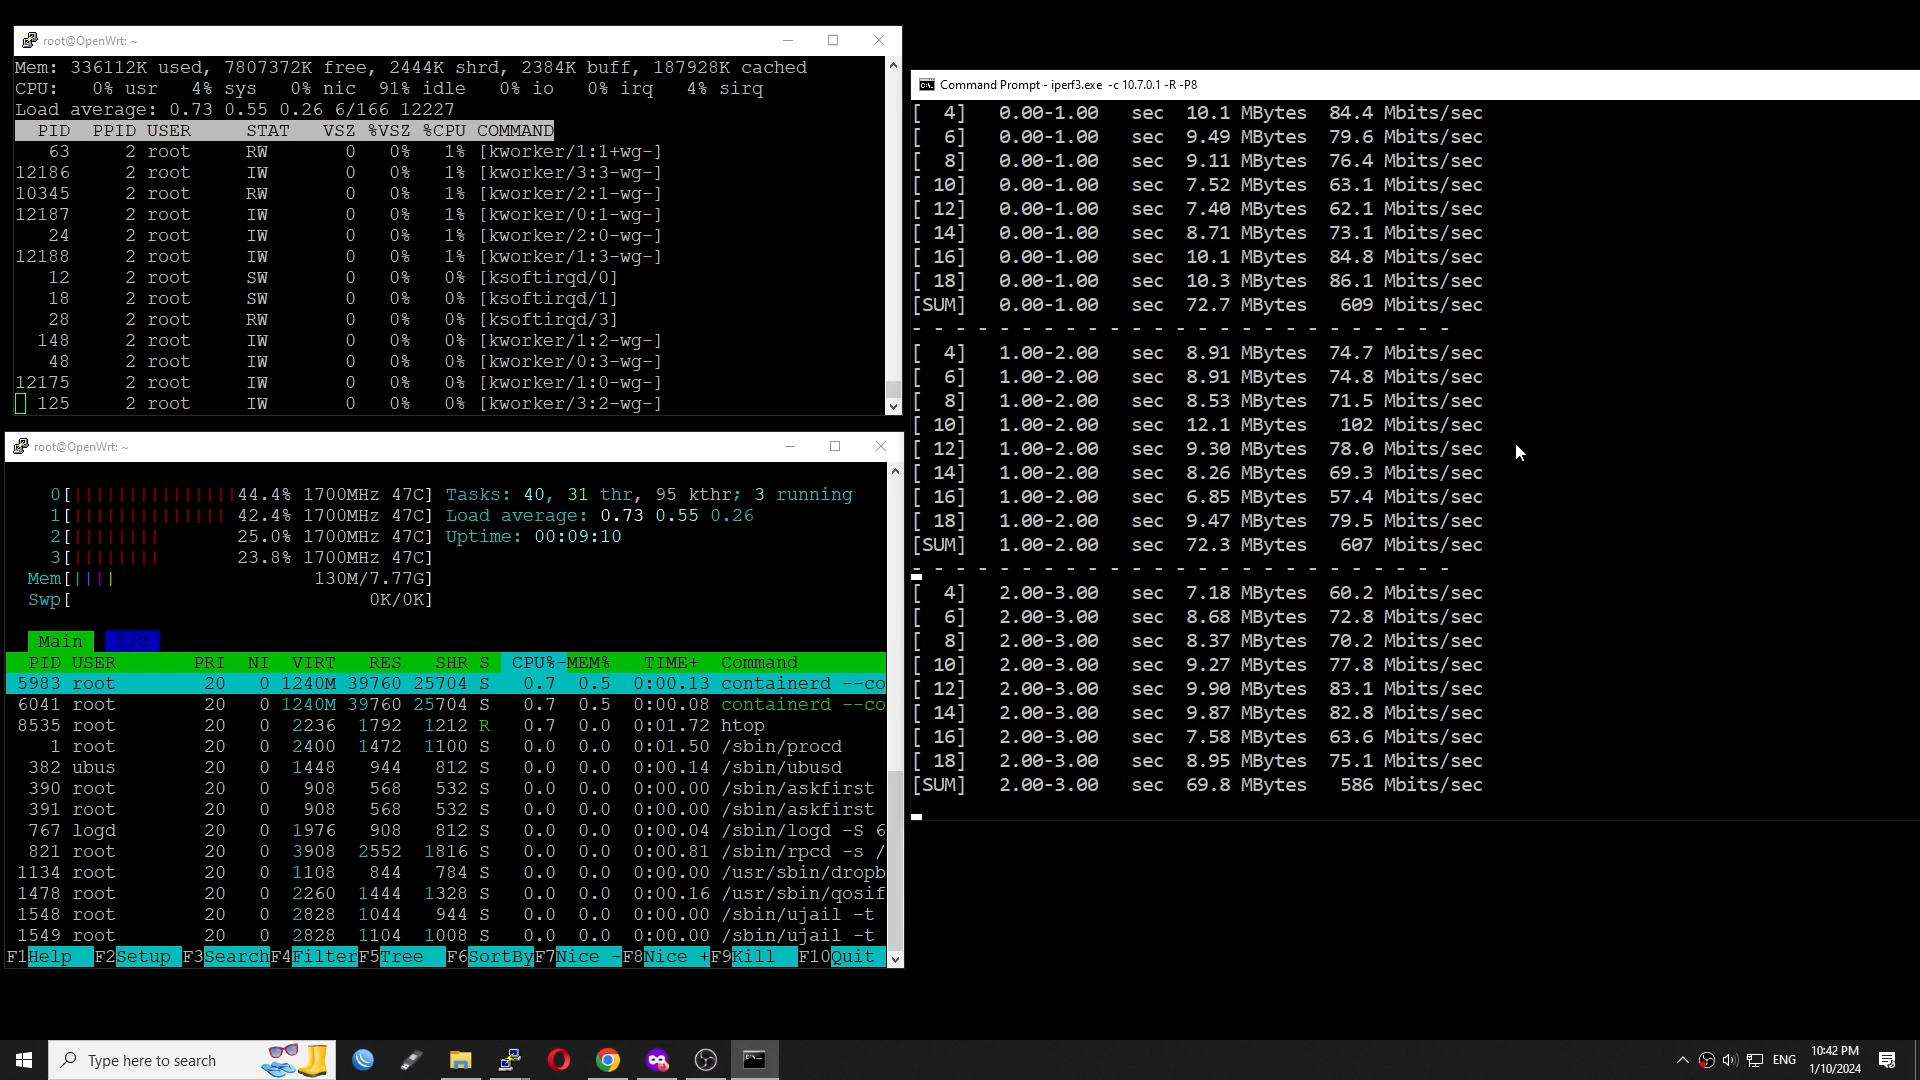 root@OpenWrt: ~
Mem: 336112K used, 7807372K free, 2444K shrd, 2384K buff, 187928K cached
CPU:   0% usr   4% sys   0% nic  91% idle   0% io   0% irq   4% sirq
Load average: 0.73 0.55 0.26 6/166 12227
  PID  PPID USER     STAT   VSZ %VSZ %CPU COMMAND
   63     2 root     RW       0   0%   1% [kworker/1:1+wg-]
12186     2 root     IW       0   0%   1% [kworker/3:3-wg-]
10345     2 root     RW       0   0%   1% [kworker/2:1-wg-]
12187     2 root     IW       0   0%   1% [kworker/0:1-wg-]
   24     2 root     IW       0   0%   1% [kworker/2:0-wg-]
12188     2 root     IW       0   0%   1% [kworker/1:3-wg-]
   12     2 root     SW       0   0%   0% [ksoftirqd/0]
   18     2 root     SW       0   0%   0% [ksoftirqd/1]
   28     2 root     RW       0   0%   0% [ksoftirqd/3]
  148     2 root     IW       0   0%   0% [kworker/1:2-wg-]
   48     2 root     IW       0   0%   0% [kworker/0:3-wg-]
12175     2 root     IW       0   0%   0% [kworker/1:0-wg-]
  125     2 root     IW       0   0%   0% [kworker/3:2-wg-]
root@OpenWrt: ~
0[|||||||||||||||44.4% 1700MHz 47C] Tasks: 40, 31 thr, 95 kthr; 3 running
1[|||||||||||||| 42.4% 1700MHz 47C] Load average: 0.73 0.55 0.26
2[||||||||       25.0% 1700MHz 47C] Uptime: 00:09:10
3[||||||||       23.8% 1700MHz 47C]
Mem[||||                   130M/7.77G]
Swp[                            0K/0K]
Main I/O
  PID USER       PRI  NI  VIRT   RES   SHR S  CPU%-MEM%   TIME+  Command
 5983 root        20   0 1240M 39760 25704 S   0.7  0.5  0:00.13 containerd --co
 6041 root        20   0 1240M 39760 25704 S   0.7  0.5  0:00.08 containerd --co
 8535 root        20   0  2236  1792  1212 R   0.7  0.0  0:01.72 htop
    1 root        20   0  2400  1472  1100 S   0.0  0.0  0:01.50 /sbin/procd
  382 ubus        20   0  1448   944   812 S   0.0  0.0  0:00.14 /sbin/ubusd
  390 root        20   0   908   568   532 S   0.0  0.0  0:00.00 /sbin/askfirst
  391 root        20   0   908   568   532 S   0.0  0.0  0:00.00 /sbin/askfirst
  767 logd        20   0  1976   908   812 S   0.0  0.0  0:00.04 /sbin/logd -S 6
  821 root        20   0  3908  2552  1816 S   0.0  0.0  0:00.81 /sbin/rpcd -s /
 1134 root        20   0  1108   844   784 S   0.0  0.0  0:00.00 /usr/sbin/dropb
 1478 root        20   0  2260  1444  1328 S   0.0  0.0  0:00.16 /usr/sbin/qosif
 1548 root        20   0  2828  1044   944 S   0.0  0.0  0:00.00 /sbin/ujail -t
 1549 root        20   0  2828  1104  1008 S   0.0  0.0  0:00.00 /sbin/ujail -t
F1Help  F2Setup F3SearchF4FilterF5Tree  F6SortByF7Nice -F8Nice +F9Kill  F10Quit
Command Prompt - iperf3.exe -c 10.7.0.1 -R -P8
[  4]   0.00-1.00   sec  10.1 MBytes  84.4 Mbits/sec
[  6]   0.00-1.00   sec  9.49 MBytes  79.6 Mbits/sec
[  8]   0.00-1.00   sec  9.11 MBytes  76.4 Mbits/sec
[ 10]   0.00-1.00   sec  7.52 MBytes  63.1 Mbits/sec
[ 12]   0.00-1.00   sec  7.40 MBytes  62.1 Mbits/sec
[ 14]   0.00-1.00   sec  8.71 MBytes  73.1 Mbits/sec
[ 16]   0.00-1.00   sec  10.1 MBytes  84.8 Mbits/sec
[ 18]   0.00-1.00   sec  10.3 MBytes  86.1 Mbits/sec
[SUM]   0.00-1.00   sec  72.7 MBytes   609 Mbits/sec
- - - - - - - - - - - - - - - - - - - - - - - - -
[  4]   1.00-2.00   sec  8.91 MBytes  74.7 Mbits/sec
[  6]   1.00-2.00   sec  8.91 MBytes  74.8 Mbits/sec
[  8]   1.00-2.00   sec  8.53 MBytes  71.5 Mbits/sec
[ 10]   1.00-2.00   sec  12.1 MBytes   102 Mbits/sec
[ 12]   1.00-2.00   sec  9.30 MBytes  78.0 Mbits/sec
[ 14]   1.00-2.00   sec  8.26 MBytes  69.3 Mbits/sec
[ 16]   1.00-2.00   sec  6.85 MBytes  57.4 Mbits/sec
[ 18]   1.00-2.00   sec  9.47 MBytes  79.5 Mbits/sec
[SUM]   1.00-2.00   sec  72.3 MBytes   607 Mbits/sec
- - - - - - - - - - - - - - - - - - - - - - - - -
[  4]   2.00-3.00   sec  7.18 MBytes  60.2 Mbits/sec
[  6]   2.00-3.00   sec  8.68 MBytes  72.8 Mbits/sec
[  8]   2.00-3.00   sec  8.37 MBytes  70.2 Mbits/sec
[ 10]   2.00-3.00   sec  9.27 MBytes  77.8 Mbits/sec
[ 12]   2.00-3.00   sec  9.90 MBytes  83.1 Mbits/sec
[ 14]   2.00-3.00   sec  9.87 MBytes  82.8 Mbits/sec
[ 16]   2.00-3.00   sec  7.58 MBytes  63.6 Mbits/sec
[ 18]   2.00-3.00   sec  8.95 MBytes  75.1 Mbits/sec
[SUM]   2.00-3.00   sec  69.8 MBytes   586 Mbits/sec
Type here to search
ENG
10:42 PM
1/10/2024